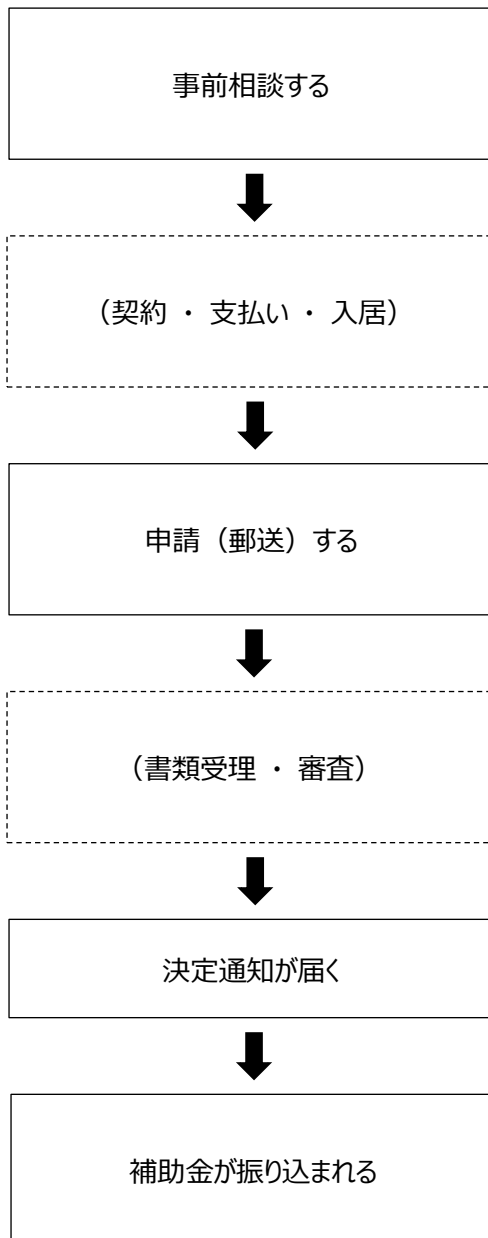 事前相談する
（契約 ・ 支払い ・ 入居）
申請（郵送）する
（書類受理 ・ 審査）
決定通知が届く
補助金が振り込まれる